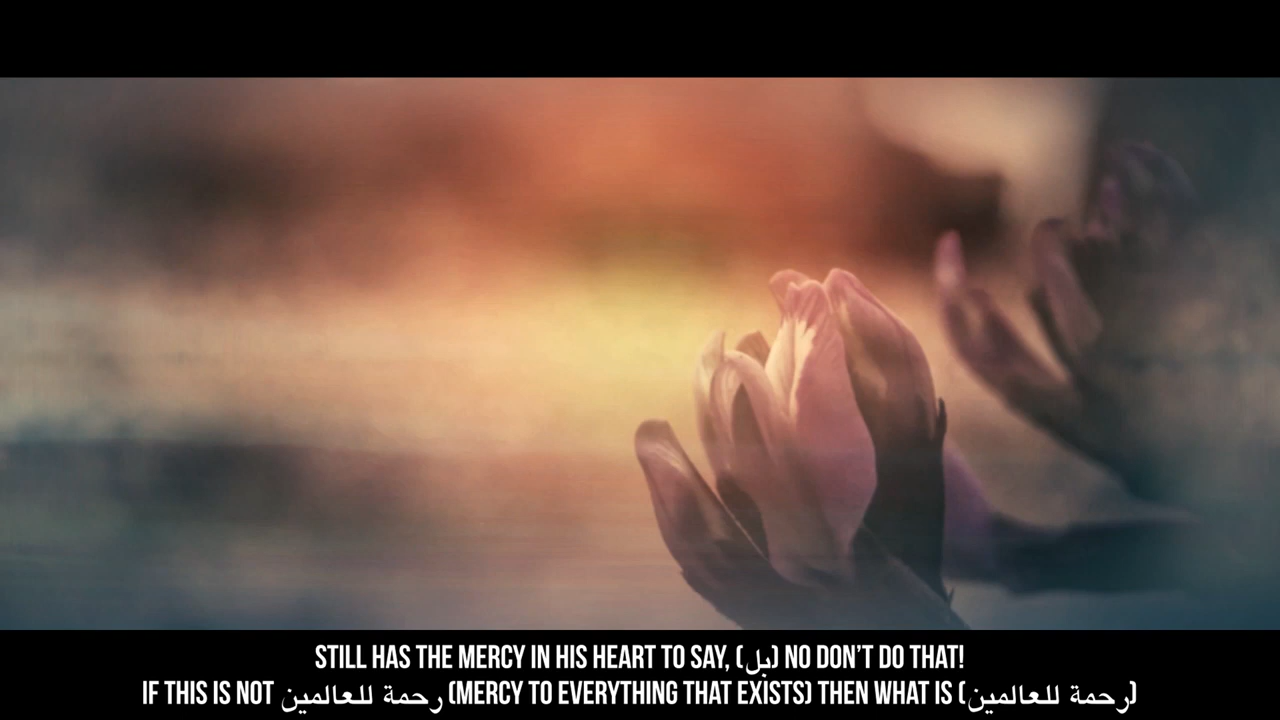 STILL HAS THE MERCY IN HIS HEART TO SAY, (بل) NO DON'T DO THAT!
IF THIS IS NOT رحمة للعالمين (MERCY TO EVERYTHING THAT EXISTS) THEN WHAT IS (رحمة للعالمين)